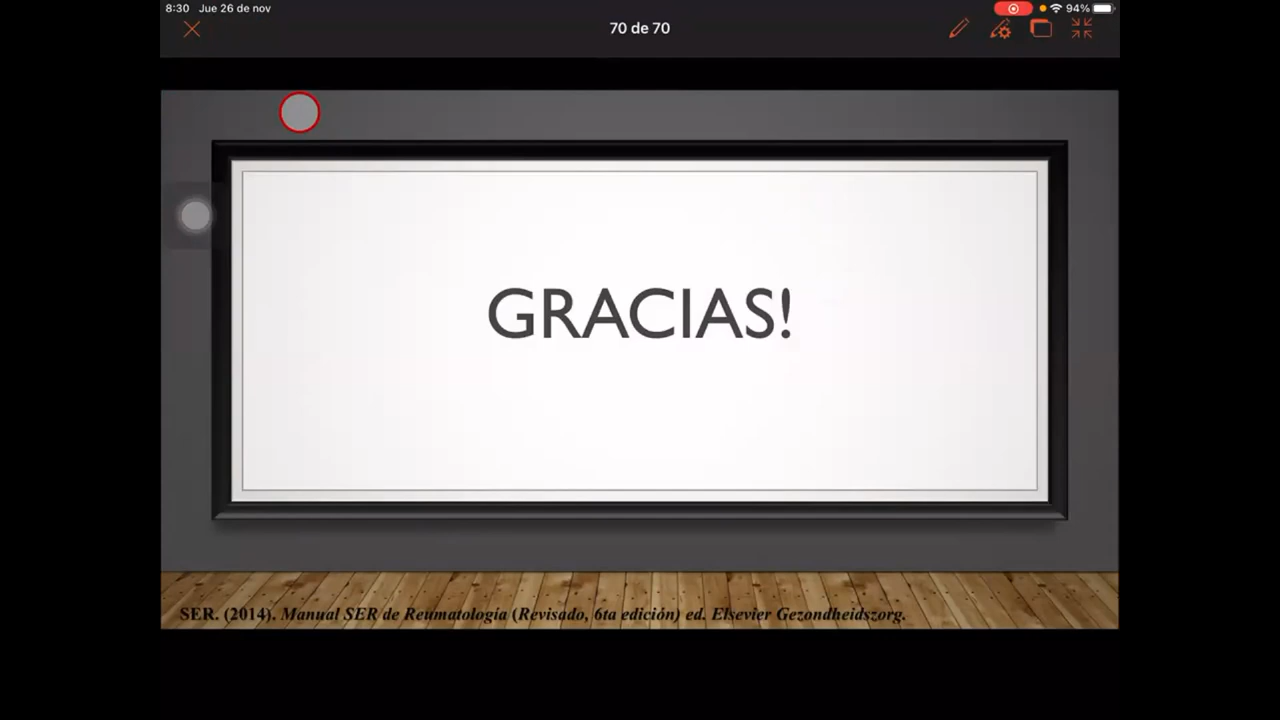 8:30 Jue 26 de nov
94%
70 de 70
GRACIAS!
SER. (2014). Manual SER de Reumatología (Revisado, 6ta edición) ed. Elsevier Gezondheidszorg.